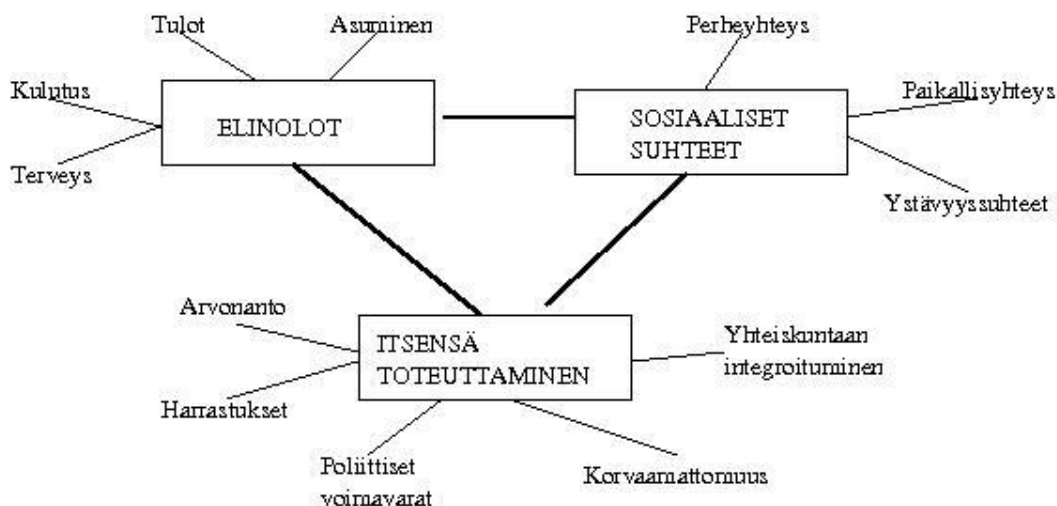 Tulot
Asuminen
Perheyhteys
Kulutus
ELINOLOT
SOSIAALISET
SUHTEET
Paikallisyhteys
Terveys
Ystävyyssuhteet
Arvonanto
ITSENSÄ
TOTEUTTAMINEN
Yhteiskuntaan
integroituminen
Harrastukset
Poliittiset
voimavarat
Korvaamattomuus